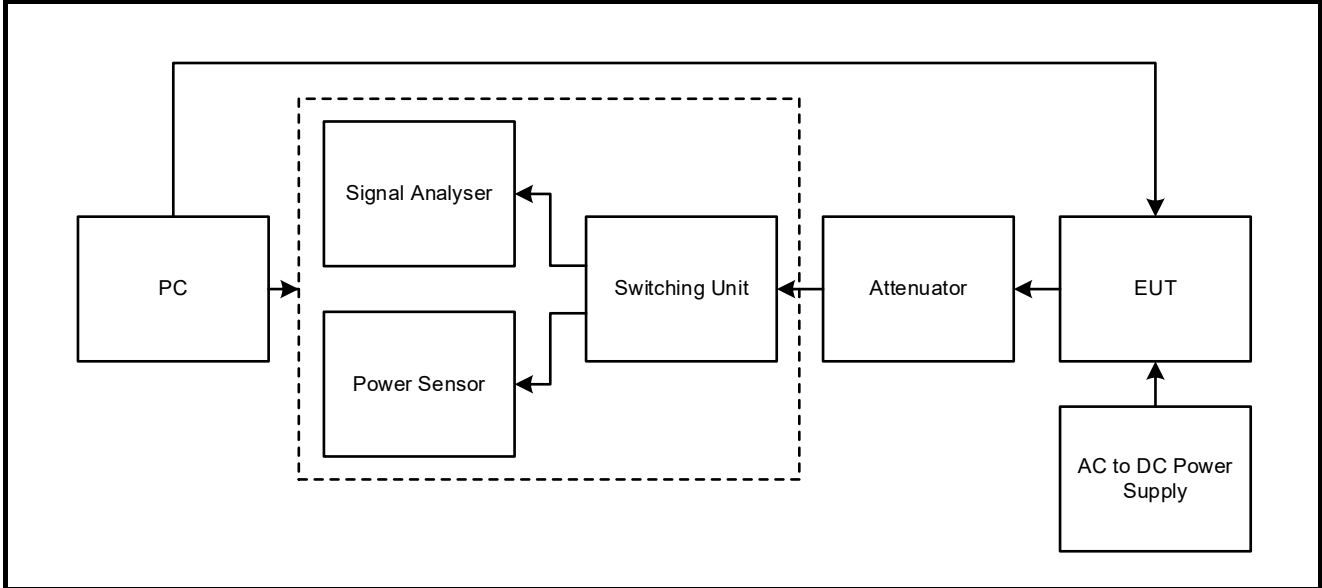 Signal Analyser
PC
Switching Unit
Attenuator
EUT
Power Sensor
AC to DC Power
Supply